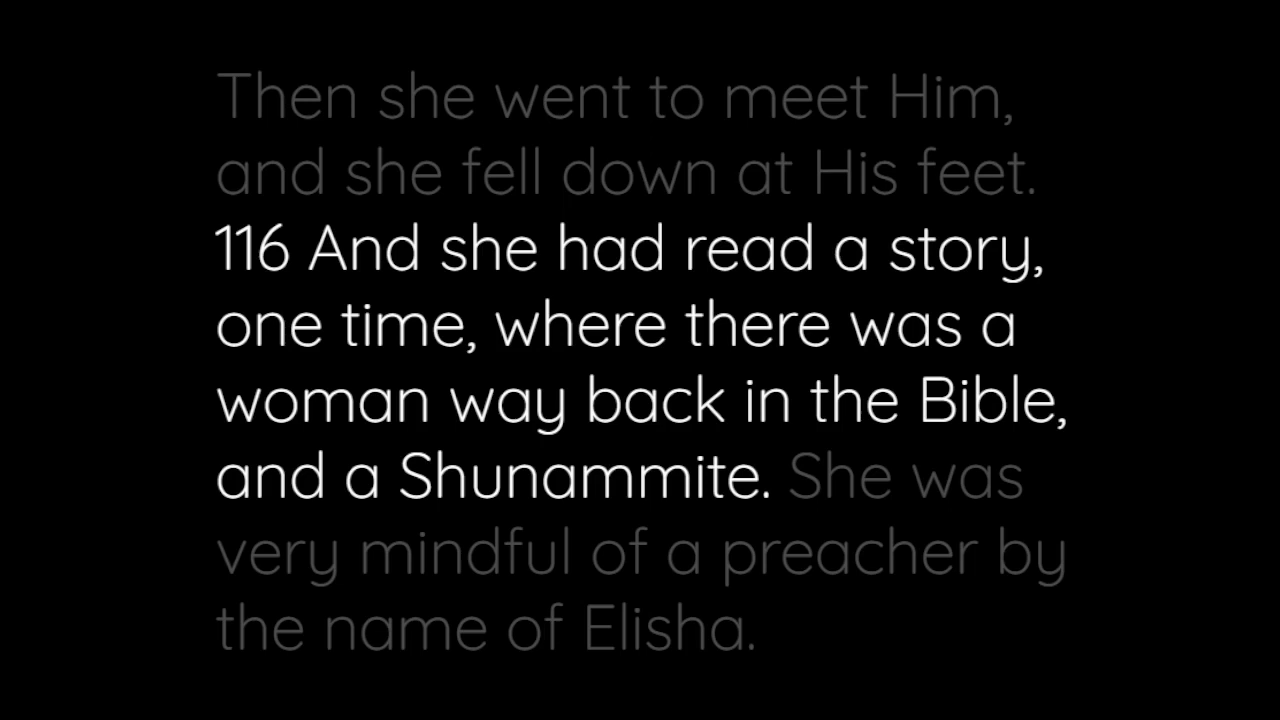 Then she went to meet Him,
and she fell down at His feet.
116 And she had read a story,
one time, where there was a
woman way back in the Bible,
and a Shunammite. She was
very mindful of a preacher by
the name of Elisha.